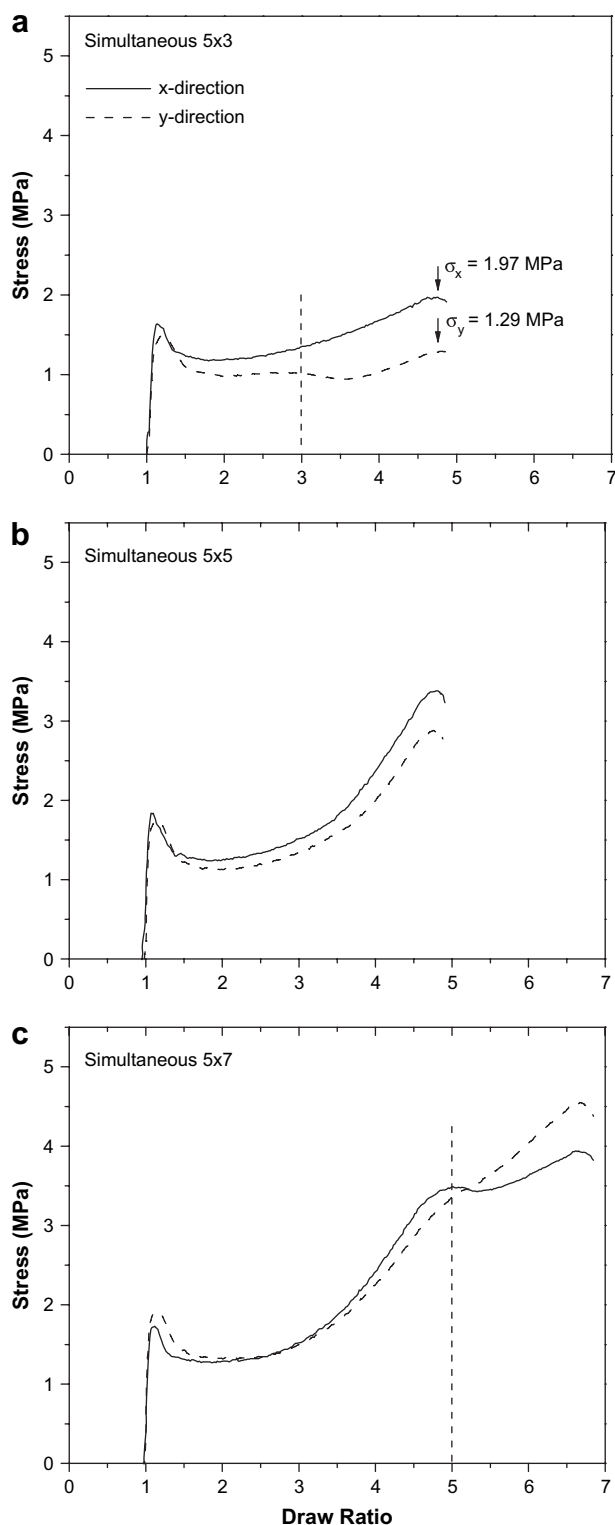 a
Simultaneous 5x3
x-direction
y-direction
Stress (MPa)
5
4
3
2
1
0
σx = 1.97 MPa
σy = 1.29 MPa
0 1 2 3 4 5 6 7
b
Simultaneous 5x5
Stress (MPa)
5
4
3
2
1
0
0 1 2 3 4 5 6 7
c
Simultaneous 5x7
Stress (MPa)
5
4
3
2
1
0
0 1 2 3 4 5 6 7
Draw Ratio